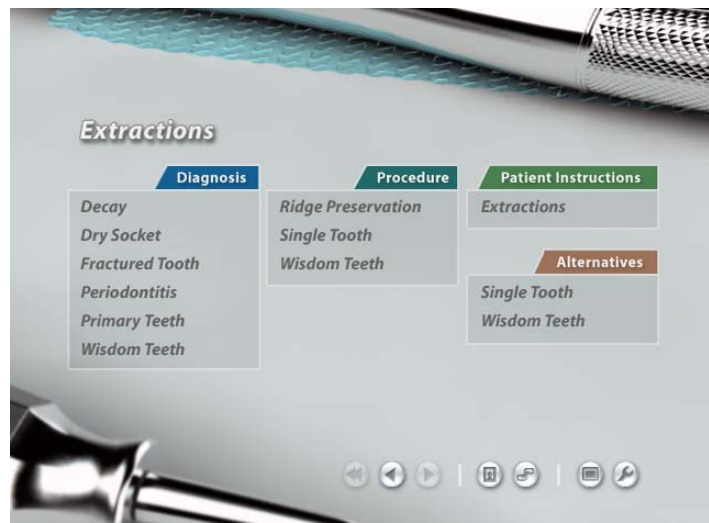 Extractions
Diagnosis
Decay
Dry Socket
Fractured Tooth
Periodontitis
Primary Teeth
Wisdom Teeth
Procedure
Ridge Preservation
Single Tooth
Wisdom Teeth
Patient Instructions
Extractions
Alternatives
Single Tooth
Wisdom Teeth